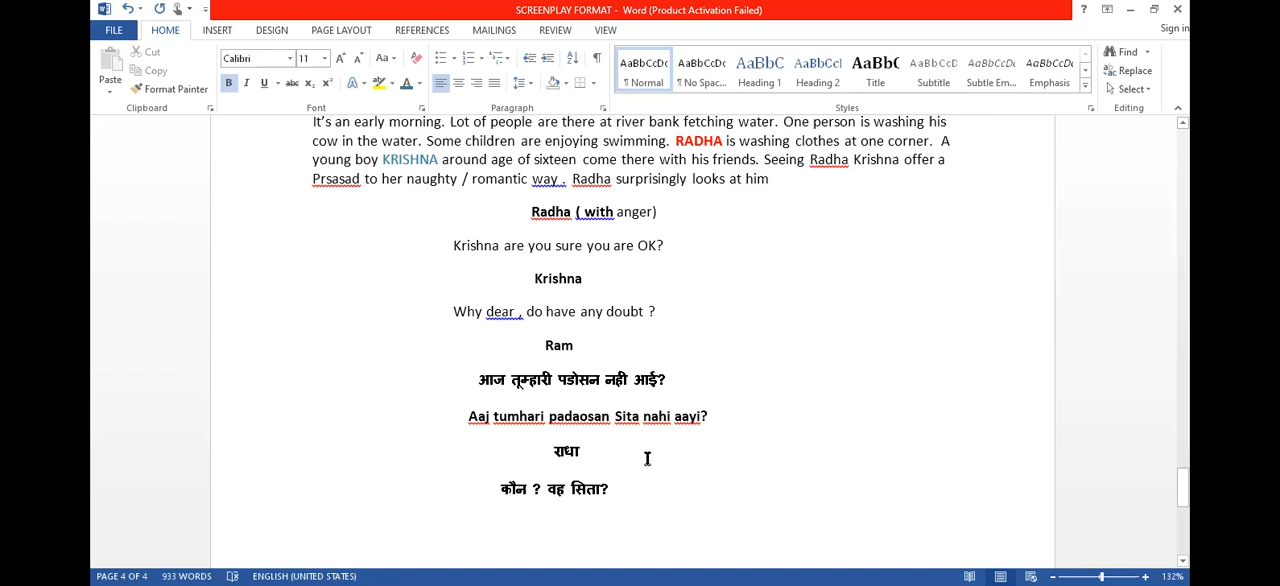 SCREENPLAY FORMAT - Word (Product Activation Failed)
FILE HOME INSERT DESIGN PAGE LAYOUT REFERENCES MAILINGS REVIEW VIEW Sign in
Paste Cut Copy Format Painter
Calibri 11
AaBbCcDc AaBbCcDc AaBbC AaBbCcl AaBbC AaBbCcD AaBbCcDc AaBbCcDc
¶ Normal ¶ No Spac... Heading 1 Heading 2 Title Subtitle Subtle Em... Emphasis
Find Replace Select
Clipboard Font Paragraph Styles Editing
It's an early morning. Lot of people are there at river bank fetching water. One person is washing his
cow in the water. Some children are enjoying swimming. RADHA is washing clothes at one corner. A
young boy KRISHNA around age of sixteen come there with his friends. Seeing Radha Krishna offer a
Prsasad to her naughty / romantic way . Radha surprisingly looks at him
Radha ( with anger)
Krishna are you sure you are OK?
Krishna
Why dear , do have any doubt ?
Ram
आज तूम्हारी पडोसन नही आई?
Aaj tumhari padaosan Sita nahi aayi?
राधा
कौन ? वह सिता?
PAGE 4 OF 4 933 WORDS ENGLISH (UNITED STATES) 132%